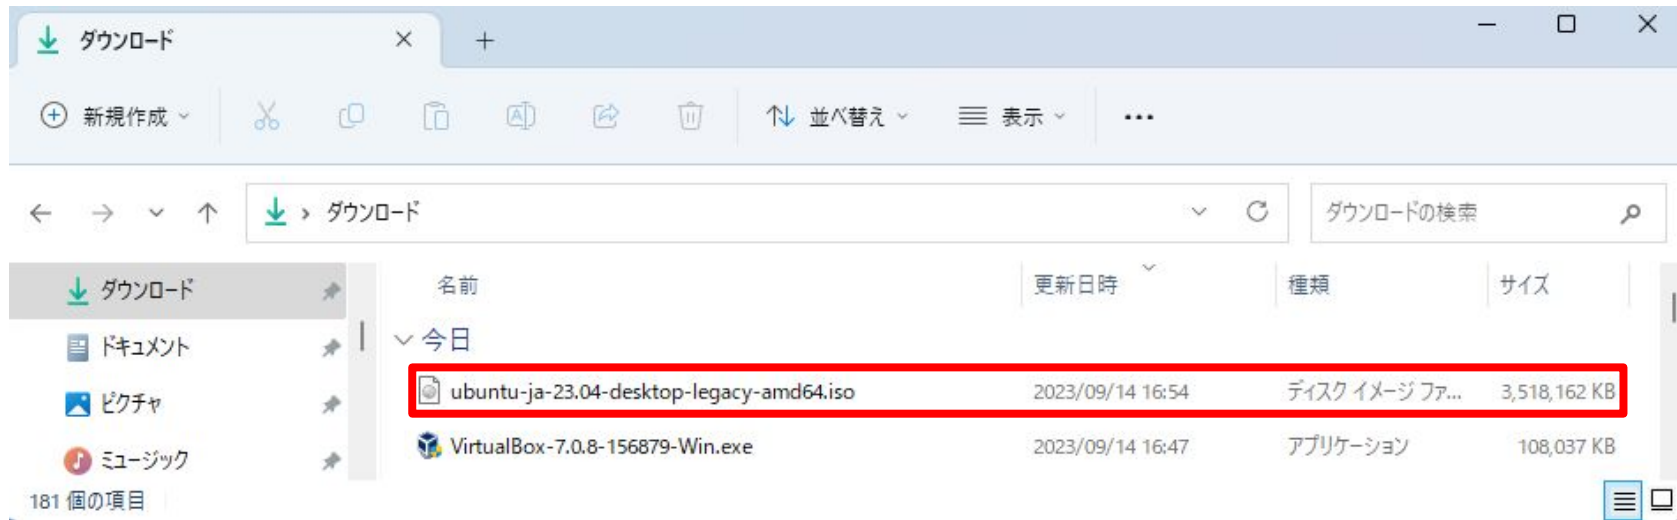 ダウンロード
新規作成 並べ替え 表示
ダウンロード ダウンロードの検索
ダウンロード 名前 更新日時 種類 サイズ
ドキュメント 今日
ピクチャ ubuntu-ja-23.04-desktop-legacy-amd64.iso 2023/09/14 16:54 ディスク イメージ ファ... 3,518,162 KB
ミュージック VirtualBox-7.0.8-156879-Win.exe 2023/09/14 16:47 アプリケーション 108,037 KB
181 個の項目